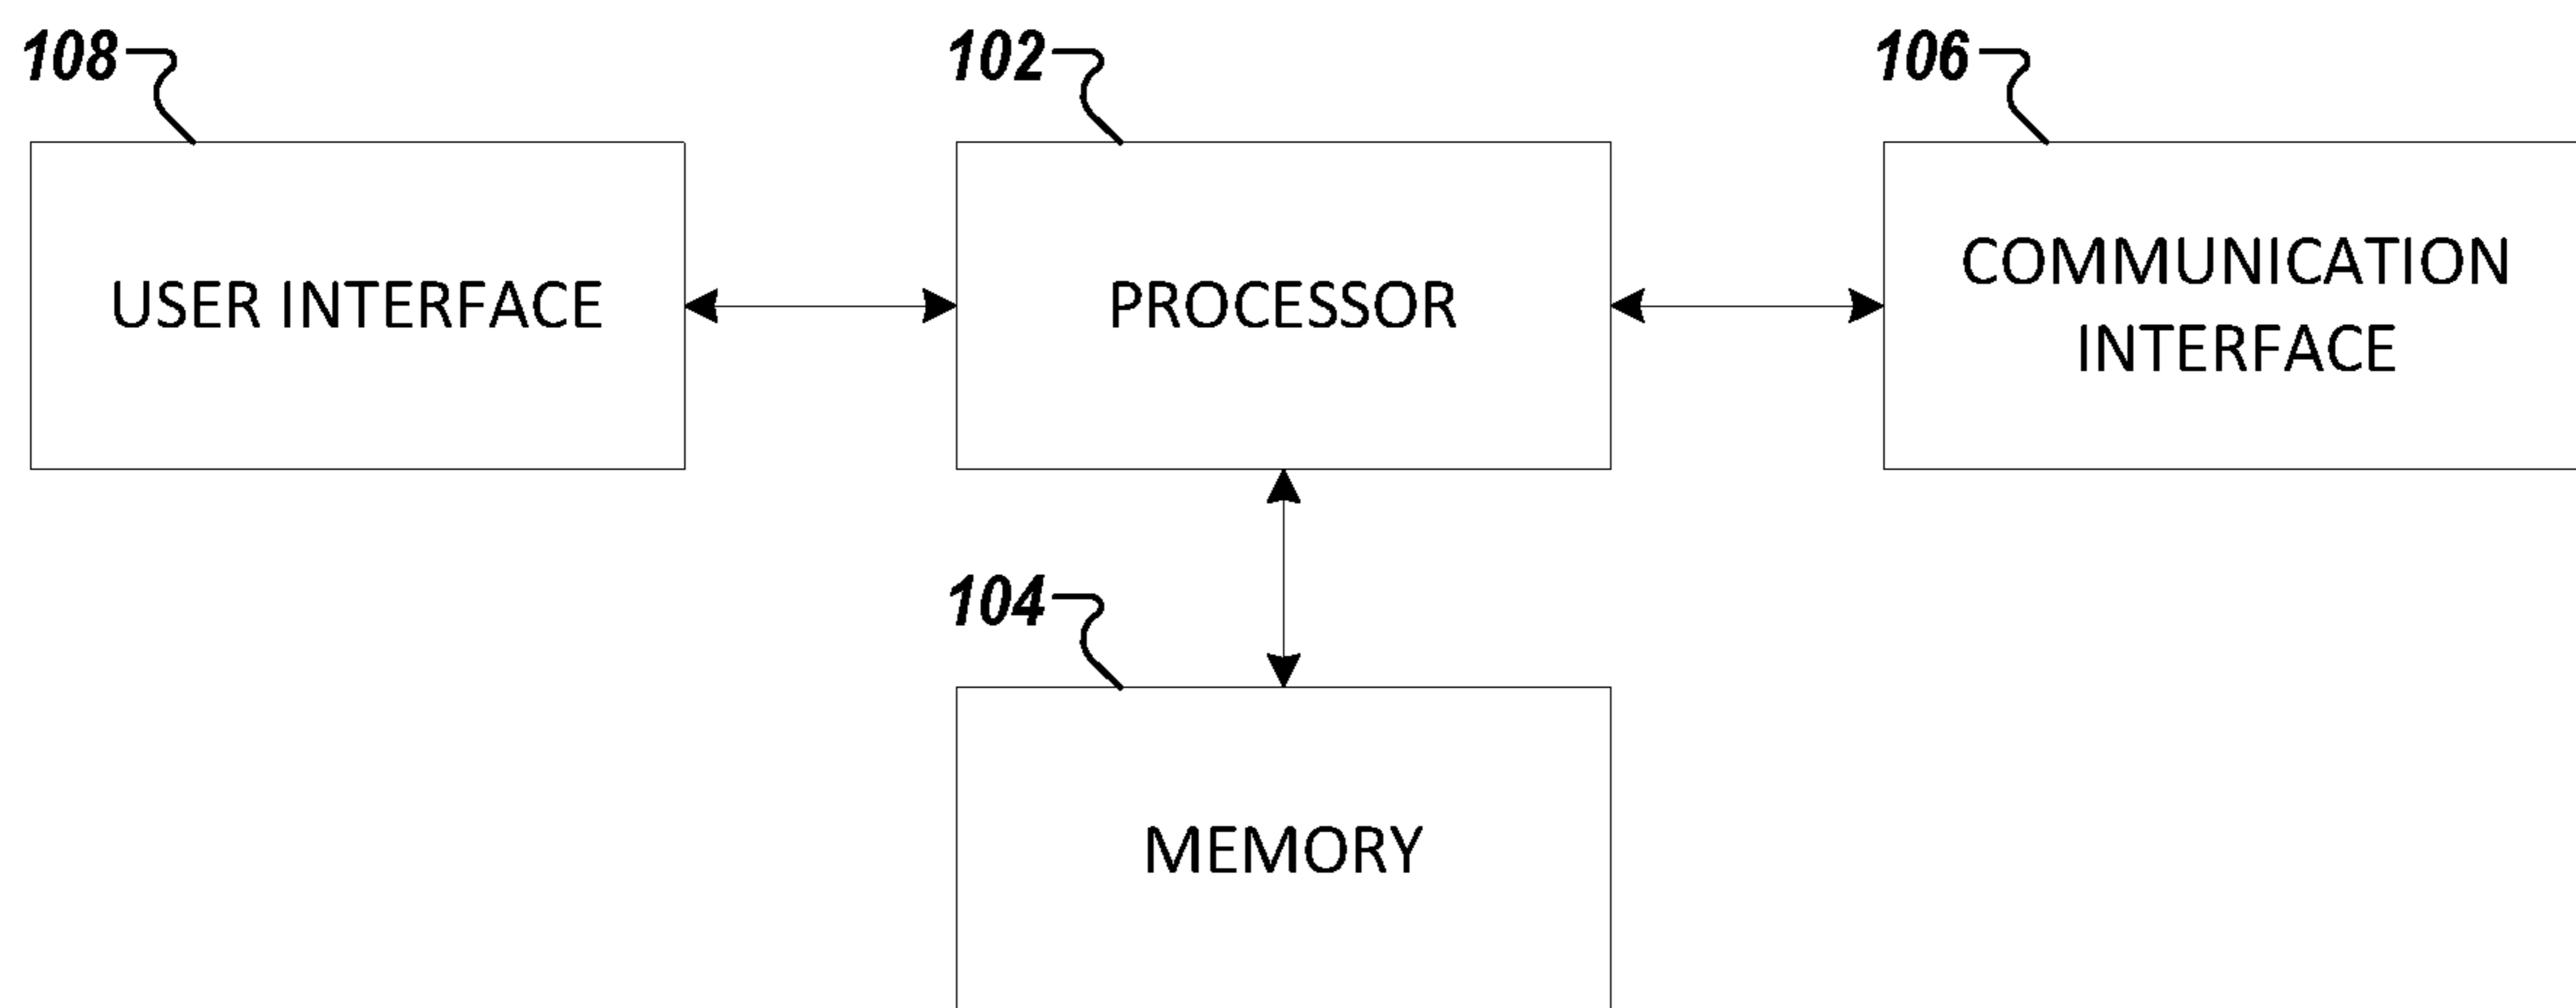 108
102
106
USER INTERFACE
PROCESSOR
COMMUNICATION
INTERFACE
104
MEMORY